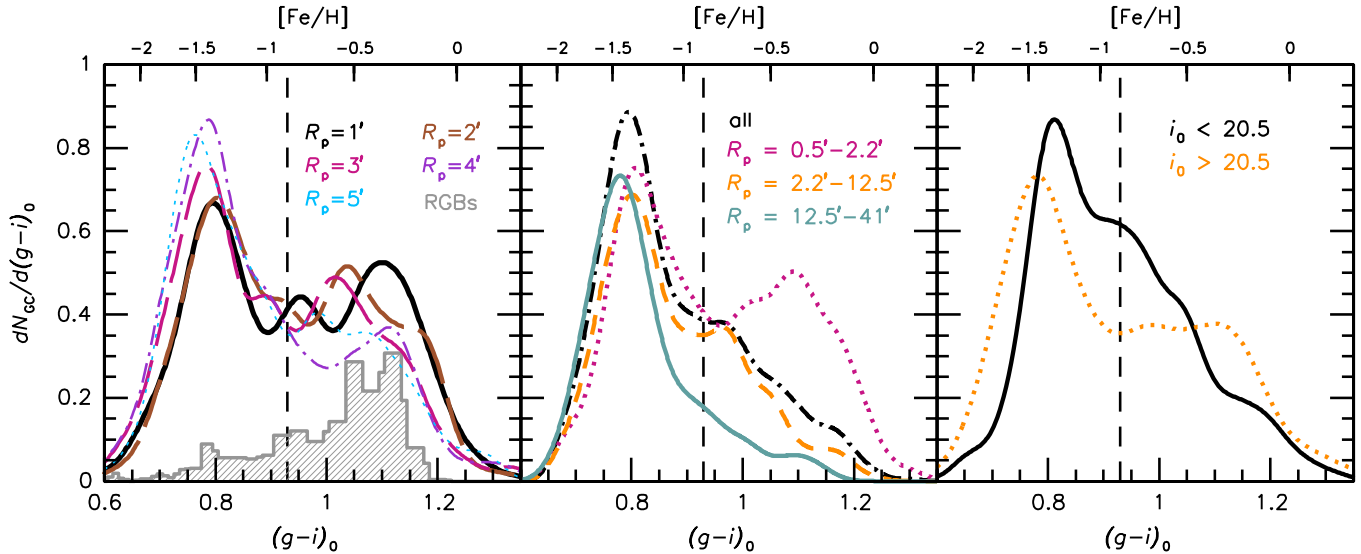 [Fe/H] [Fe/H] [Fe/H]
−2 −1.5 −1 −0.5 0 −2 −1.5 −1 −0.5 0 −2 −1.5 −1 −0.5 0
1
0.8
0.6
0.4
0.2
0
dN_GC/d(g−i)_0
R_p=1′ R_p=2′
R_p=3′ R_p=4′
R_p=5′ RGBs
all
R_p = 0.5′−2.2′
R_p = 2.2′−12.5′
R_p = 12.5′−41′
i_0 < 20.5
i_0 > 20.5
0.6 0.8 1 1.2 0.8 1 1.2 0.8 1 1.2
(g−i)_0 (g−i)_0 (g−i)_0